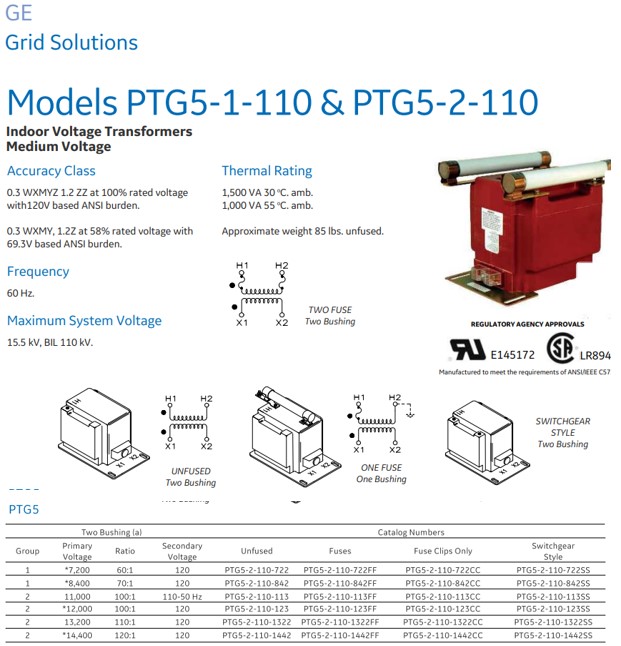 GE
Grid Solutions
Models PTG5-1-110 & PTG5-2-110
Indoor Voltage Transformers
Medium Voltage
Accuracy Class
0.3 WXMYZ 1.2 ZZ at 100% rated voltage
with120V based ANSI burden.
0.3 WXMY, 1.2Z at 58% rated voltage with
69.3V based ANSI burden.
Frequency
60 Hz.
Maximum System Voltage
15.5 kV, BIL 110 kV.
Thermal Rating
1,500 VA 30 °C. amb.
1,000 VA 55 °C. amb.
Approximate weight 85 lbs. unfused.
H1 H2
X1 X2
TWO FUSE
Two Bushing
REGULATORY AGENCY APPROVALS
E145172 LR894
Manufactured to meet the requirements of ANSI/IEEE C57
H1
X1 X2
H1 H2
X1 X2
UNFUSED
Two Bushing
X1 X2
H1 H2
X1 X2
ONE FUSE
One Bushing
H1
X1 X2
SWITCHGEAR
STYLE
Two Bushing
PTG5
Two Bushing (a) Catalog Numbers
Group Primary Voltage Ratio Secondary Voltage Unfused Fuses Fuse Clips Only Switchgear Style
1 *7,200 60:1 120 PTG5-2-110-722 PTG5-2-110-722FF PTG5-2-110-722CC PTG5-2-110-722SS
1 *8,400 70:1 120 PTG5-2-110-842 PTG5-2-110-842FF PTG5-2-110-842CC PTG5-2-110-842SS
2 11,000 100:1 110-50 Hz PTG5-2-110-113 PTG5-2-110-113FF PTG5-2-110-113CC PTG5-2-110-113SS
2 *12,000 100:1 120 PTG5-2-110-123 PTG5-2-110-123FF PTG5-2-110-123CC PTG5-2-110-123SS
2 13,200 110:1 120 PTG5-2-110-1322 PTG5-2-110-1322FF PTG5-2-110-1322CC PTG5-2-110-1322SS
2 *14,400 120:1 120 PTG5-2-110-1442 PTG5-2-110-1442FF PTG5-2-110-1442CC PTG5-2-110-1442SS